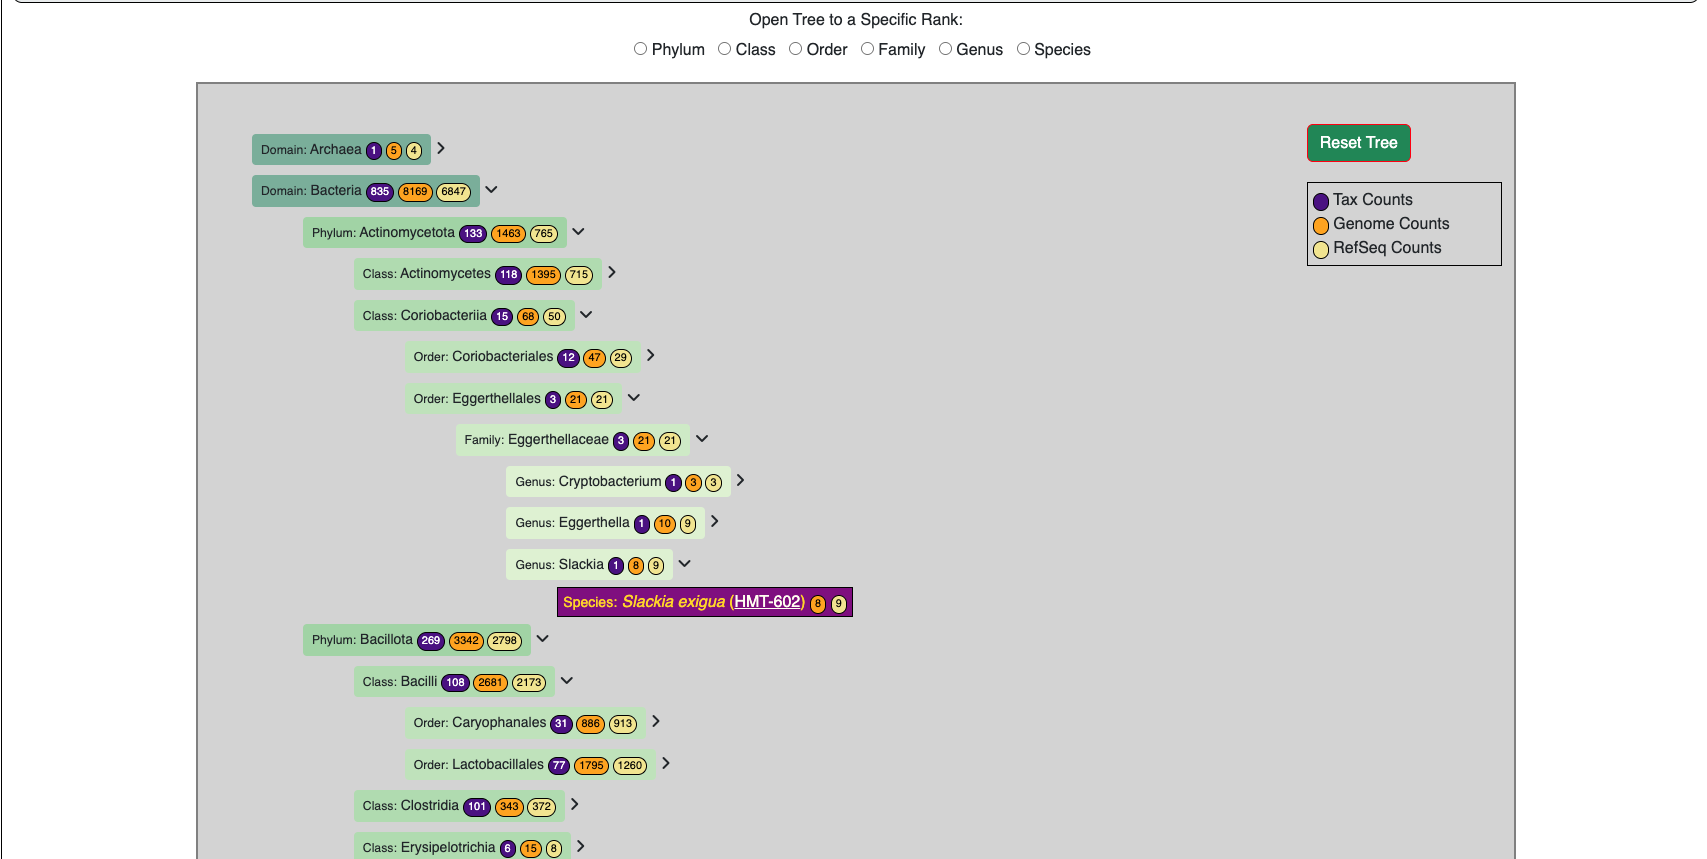 Open Tree to a Specific Rank:
Phylum Class Order Family Genus Species
Reset Tree
Tax Counts
Genome Counts
RefSeq Counts
Domain: Archaea 1 5 4
Domain: Bacteria 835 8169 6847
Phylum: Actinomycetota 133 1463 765
Class: Actinomycetes 118 1395 715
Class: Coriobacteriia 15 68 50
Order: Coriobacteriales 12 47 29
Order: Eggerthellales 3 21 21
Family: Eggerthellaceae 3 21 21
Genus: Cryptobacterium 1 3 3
Genus: Eggerthella 1 10 9
Genus: Slackia 1 8 9
Species: Slackia exigua (HMT-602) 8 9
Phylum: Bacillota 269 3342 2798
Class: Bacilli 108 2681 2173
Order: Caryophanales 31 886 913
Order: Lactobacillales 77 1795 1260
Class: Clostridia 101 343 372
Class: Erysipelotrichia 6 15 8